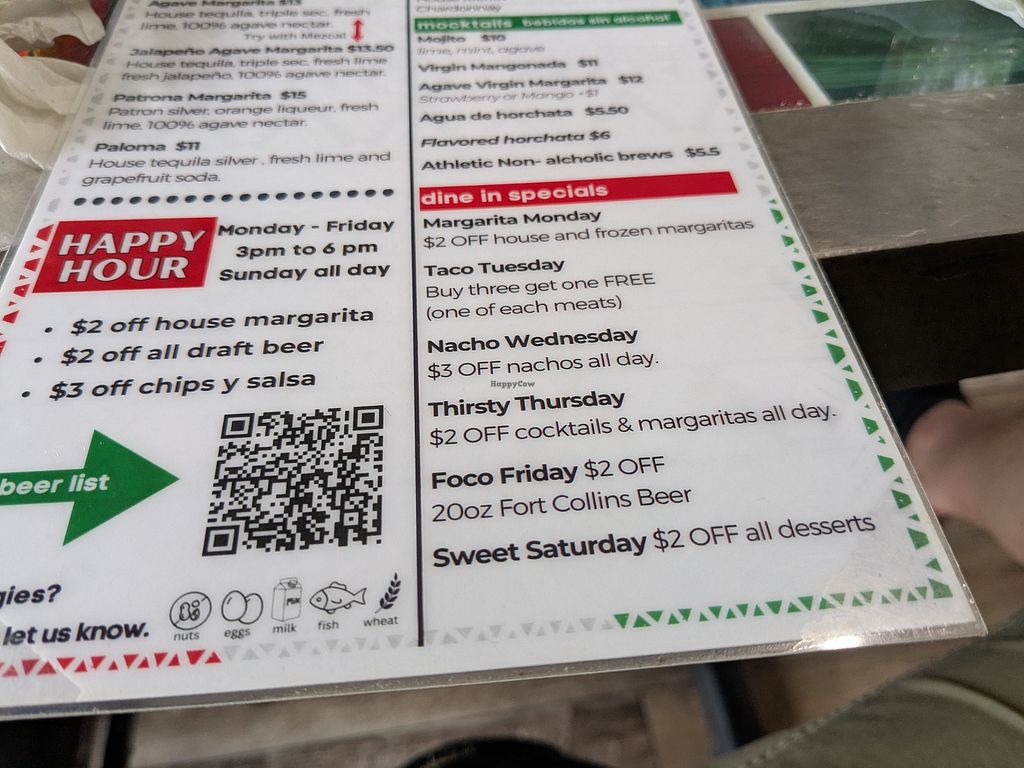 Agave Margarita $13
House tequila, triple sec, fresh
lime, 100% agave nectar.
Try with Mezcal
Jalapeño Agave Margarita $13.50
House tequila, triple sec, fresh lime
fresh jalapeño, 100% agave nectar.
Patrona Margarita $15
Patron silver, orange liqueur, fresh
lime, 100% agave nectar.
Paloma $11
House tequila silver, fresh lime and
grapefruit soda.
HAPPY
HOUR
Monday - Friday
3pm to 6 pm
Sunday all day
• $2 off house margarita
• $2 off all draft beer
• $3 off chips y salsa
beer list
gies?
let us know.
nuts
eggs
MILK
milk
fish
wheat
Chardonnay
mocktails bebidas sin alcohol
Mojito $10
lime, mint, agave
Virgin Mangonada $11
Agave Virgin Margarita $12
Strawberry or Mango +$1
Agua de horchata $5.50
Flavored horchata $6
Athletic Non- alcholic brews $5.5
dine in specials
Margarita Monday
$2 OFF house and frozen margaritas
Taco Tuesday
Buy three get one FREE
(one of each meats)
Nacho Wednesday
$3 OFF nachos all day.
HappyCow
Thirsty Thursday
$2 OFF cocktails & margaritas all day.
Foco Friday $2 OFF
20oz Fort Collins Beer
Sweet Saturday $2 OFF all desserts